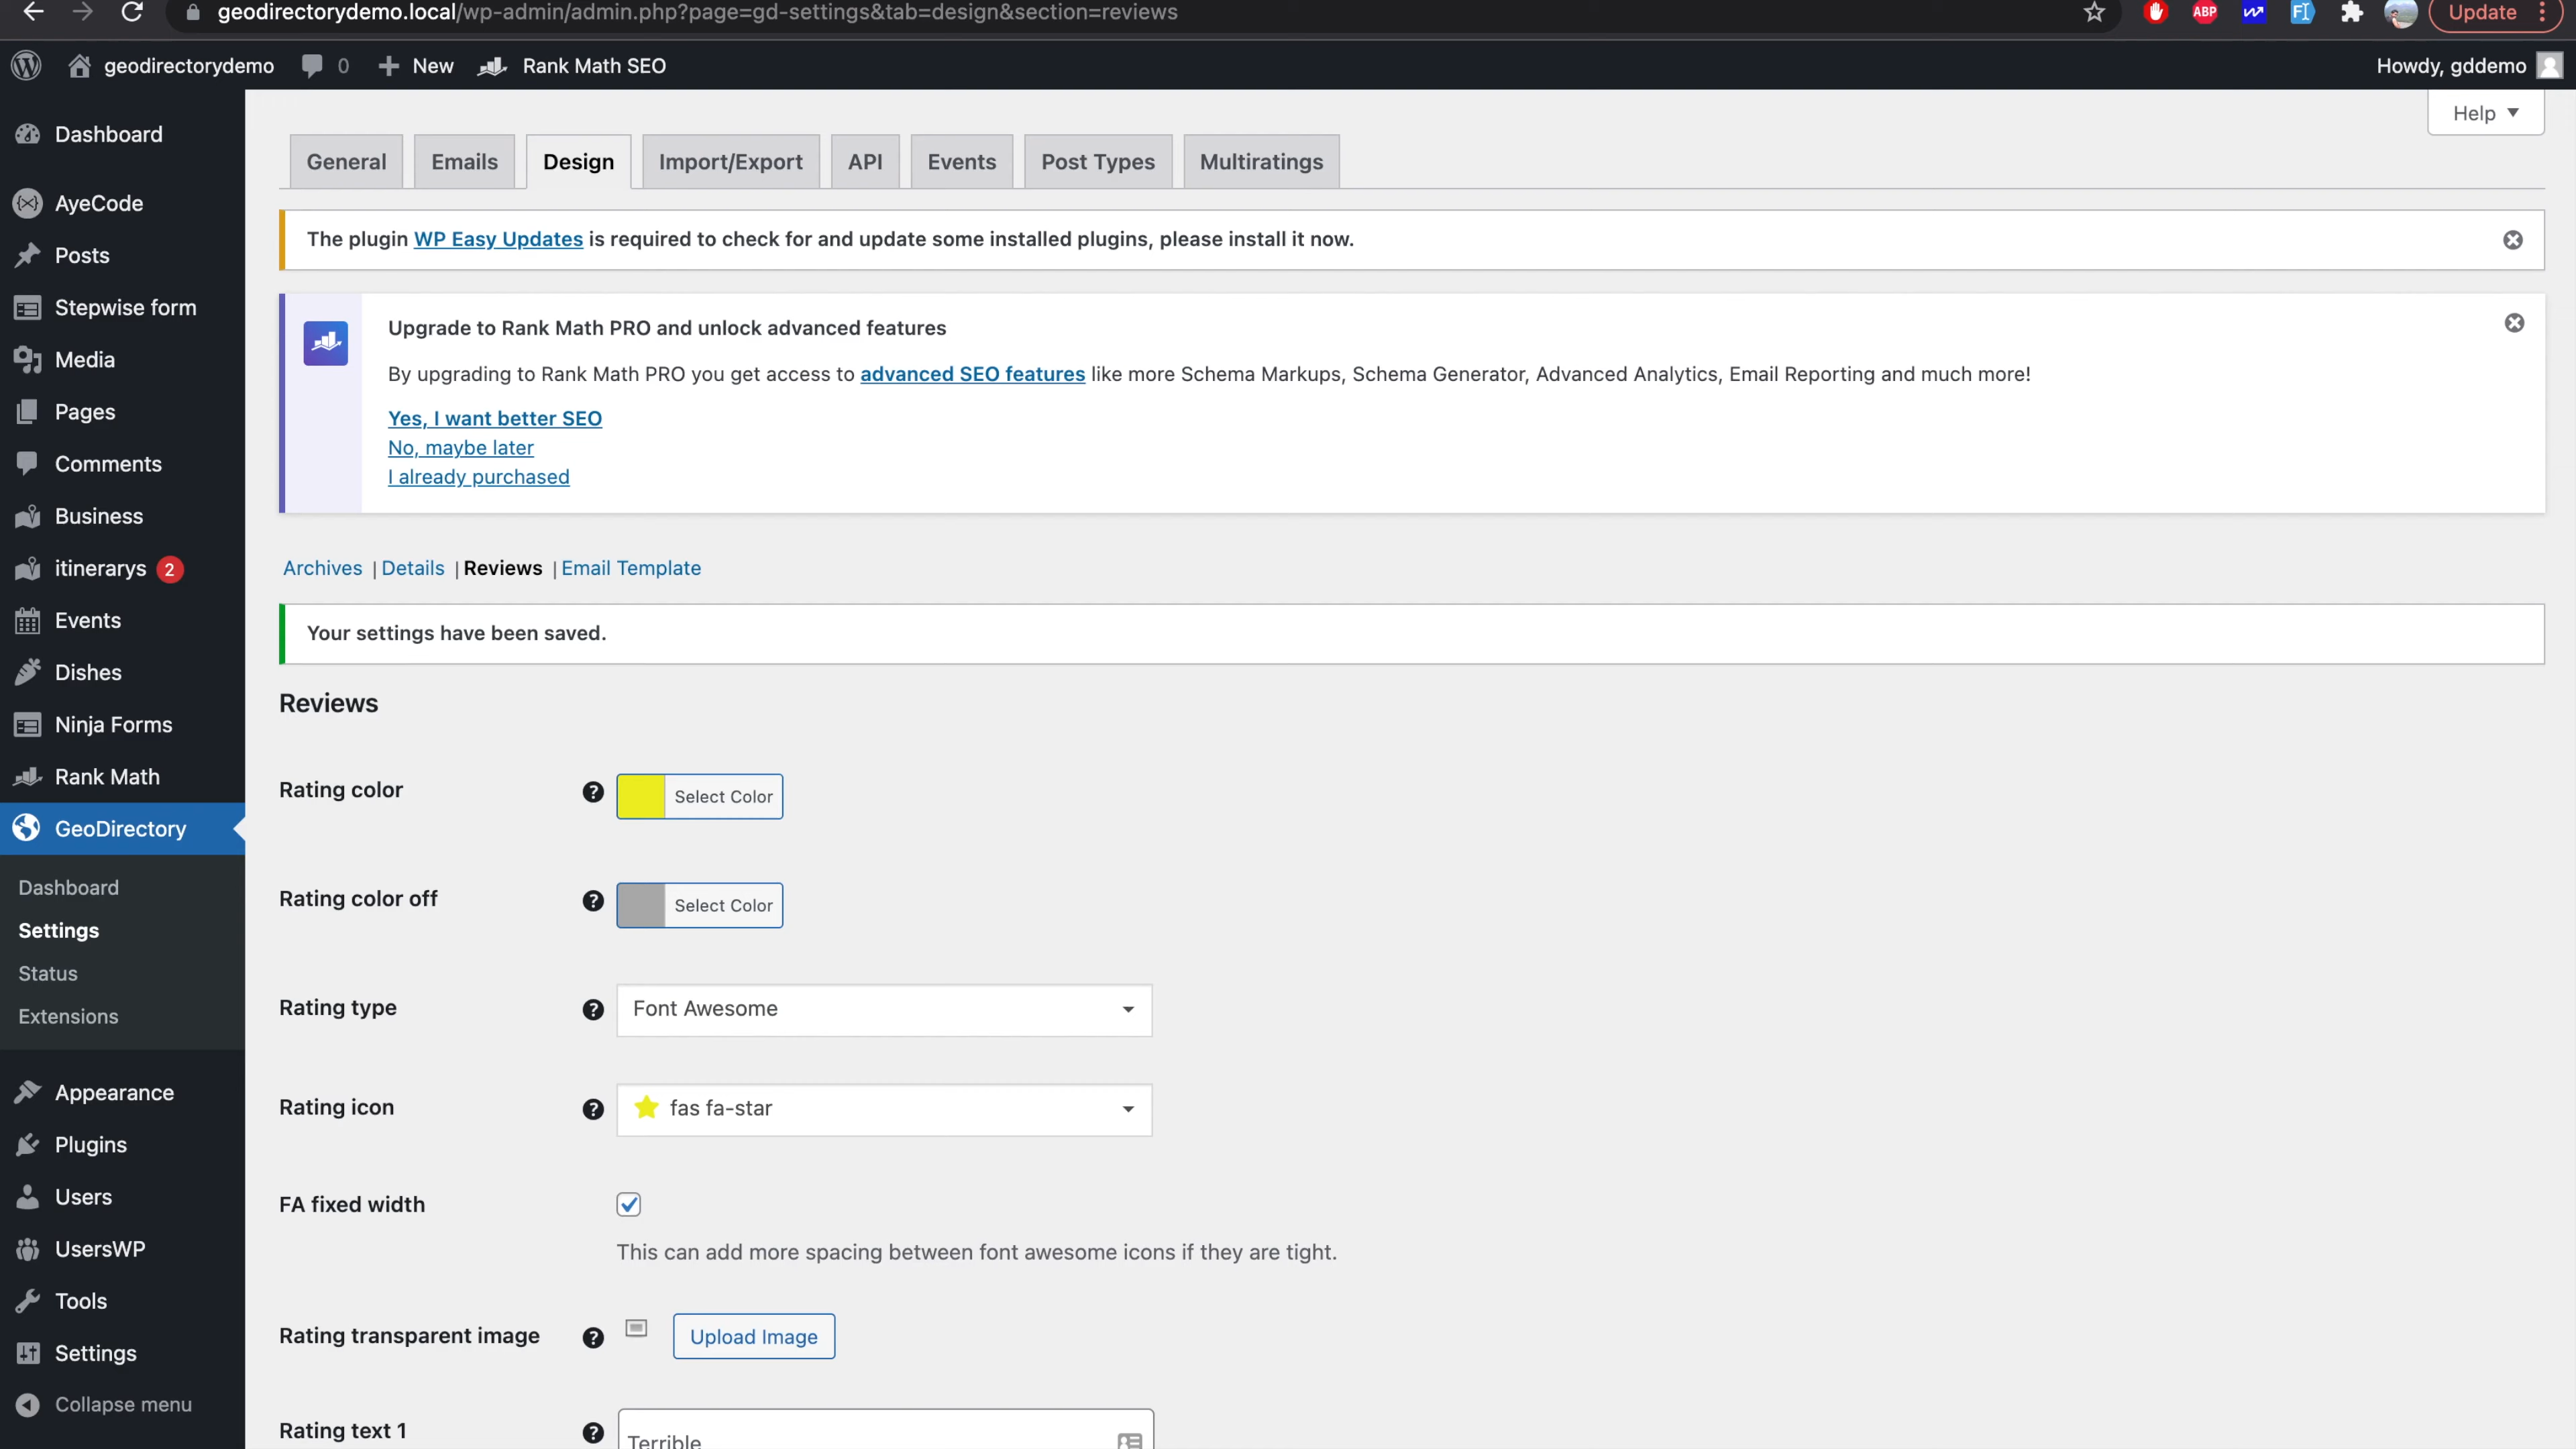 geodirectorydemo.local/wp-admin/admin.php?page=gd-settings&tab=design&section=reviews
ABP
Update
geodirectorydemo
0
New
Rank Math SEO
Howdy, gddemo
Help
Dashboard
AyeCode
Posts
Stepwise form
Media
Pages
Comments
Business
itinerarys 2
Events
Dishes
Ninja Forms
Rank Math
GeoDirectory
Dashboard
Settings
Status
Extensions
Appearance
Plugins
Users
UsersWP
Tools
Settings
Collapse menu
General
Emails
Design
Import/Export
API
Events
Post Types
Multiratings
The plugin WP Easy Updates is required to check for and update some installed plugins, please install it now.
Upgrade to Rank Math PRO and unlock advanced features
By upgrading to Rank Math PRO you get access to advanced SEO features like more Schema Markups, Schema Generator, Advanced Analytics, Email Reporting and much more!
Yes, I want better SEO
No, maybe later
I already purchased
Archives | Details | Reviews | Email Template
Your settings have been saved.
Reviews
Rating color ? Select Color
Rating color off ? Select Color
Rating type ? Font Awesome
Rating icon ? fas fa-star
FA fixed width
This can add more spacing between font awesome icons if they are tight.
Rating transparent image ? Upload Image
Rating text 1 ? Terrible